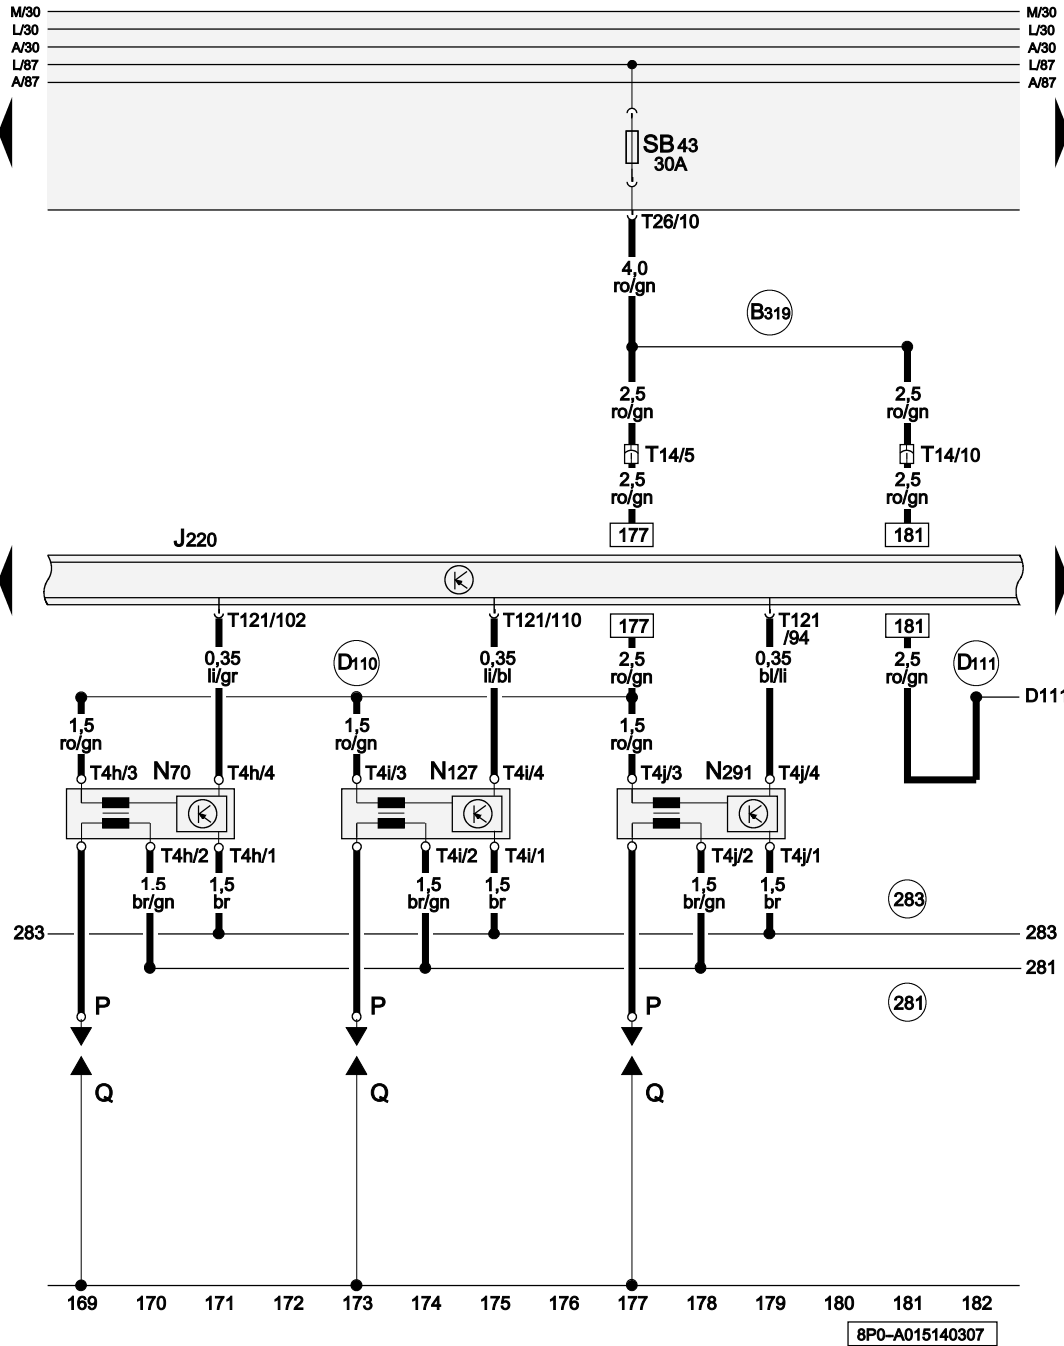 M/30 M/30
L/30 L/30
A/30 A/30
L/87 L/87
A/87 A/87
SB 43
30A
T26/10
4,0
ro/gn
B319
2,5 2,5
ro/gn ro/gn
T14/5 T14/10
2,5 2,5
ro/gn ro/gn
177 181
J220
T121/102 T121/110 177 T121 181
/94
D110 D111
0,35 0,35 2,5 0,35 2,5
li/gr li/bl ro/gn bl/li ro/gn
D111
1,5 1,5 1,5
ro/gn ro/gn ro/gn
T4h/3 N70 T4h/4 T4i/3 N127 T4i/4 T4j/3 N291 T4j/4
T4h/2 T4h/1 T4i/2 T4i/1 T4j/2 T4j/1
1.5 1,5 1,5 1,5 1,5 1,5
br/gn br br/gn br br/gn br
283
283 283
281
281
P P P
Q Q Q
169 170 171 172 173 174 175 176 177 178 179 180 181 182
8P0-A015140307